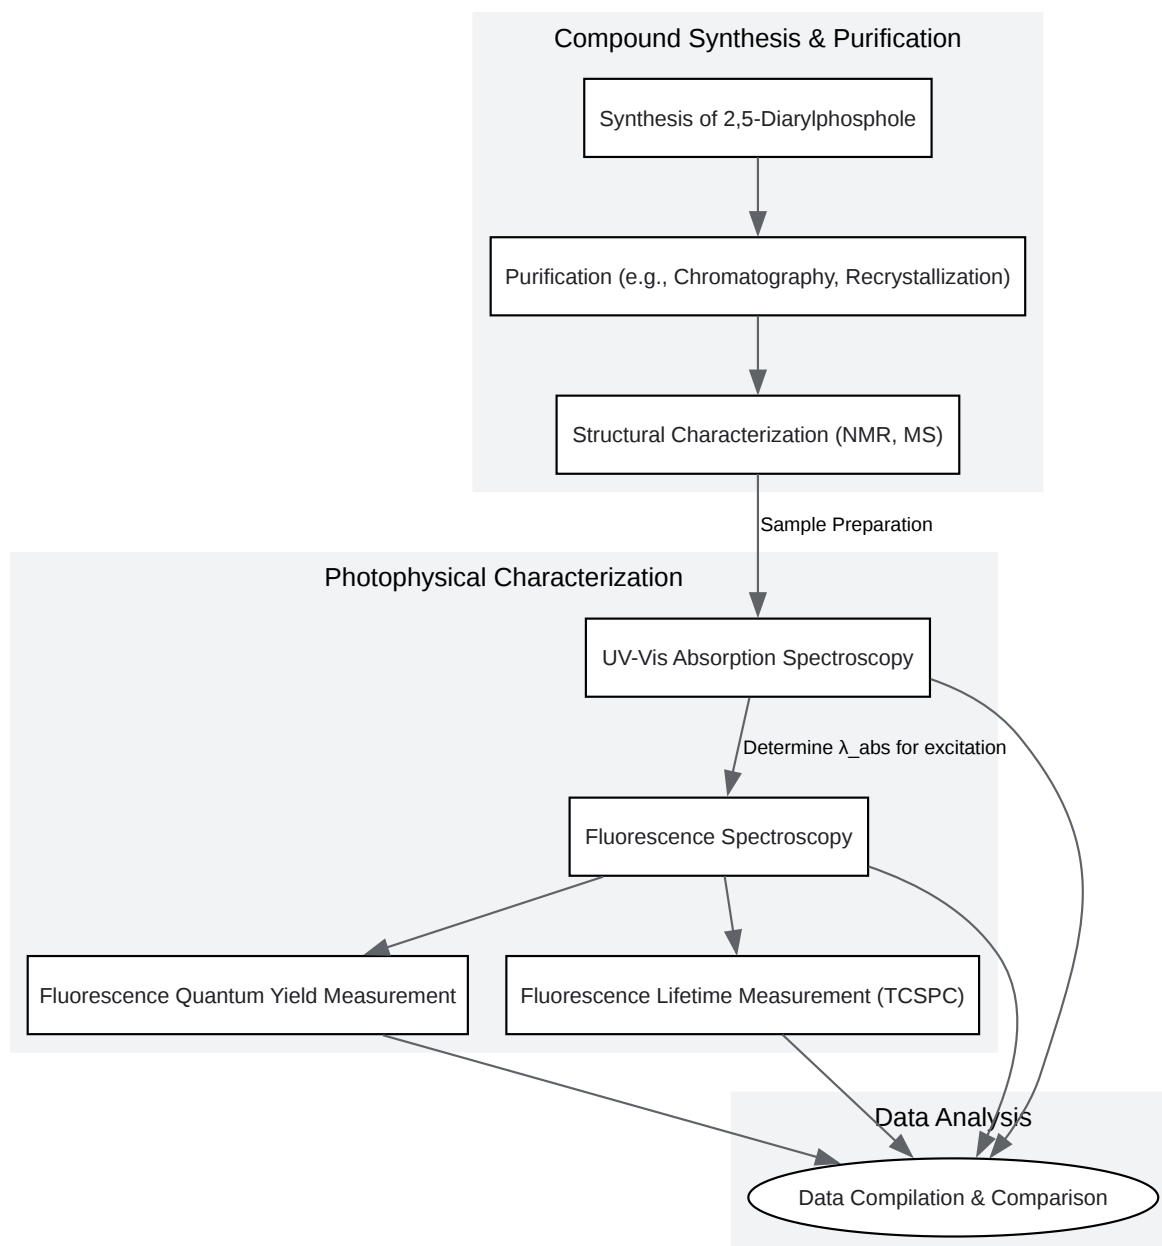 Compound Synthesis & Purification
Synthesis of 2,5-Diarylphosphole
Purification (e.g., Chromatography, Recrystallization)
Structural Characterization (NMR, MS)
Sample Preparation
Photophysical Characterization
UV-Vis Absorption Spectroscopy
Determine λ_abs for excitation
Fluorescence Spectroscopy
Fluorescence Quantum Yield Measurement
Fluorescence Lifetime Measurement (TCSPC)
Data Analysis
Data Compilation & Comparison